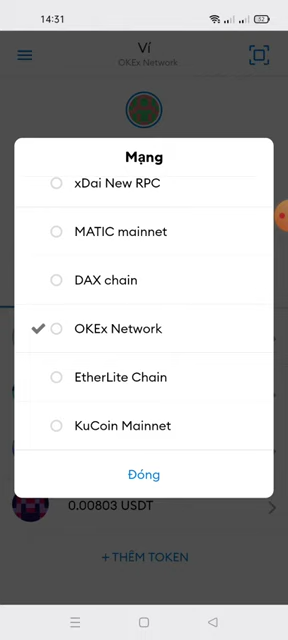 14:31
32
Ví
OKEx Network
Mạng
xDai New RPC
MATIC mainnet
DAX chain
OKEx Network
EtherLite Chain
KuCoin Mainnet
Đóng
0.00803 USDT
+ THÊM TOKEN